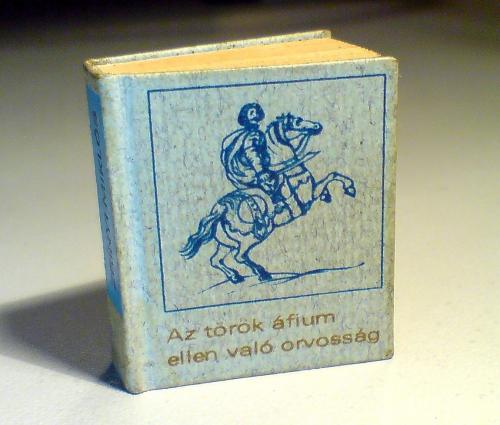 Az török áfium
ellen való orvosság